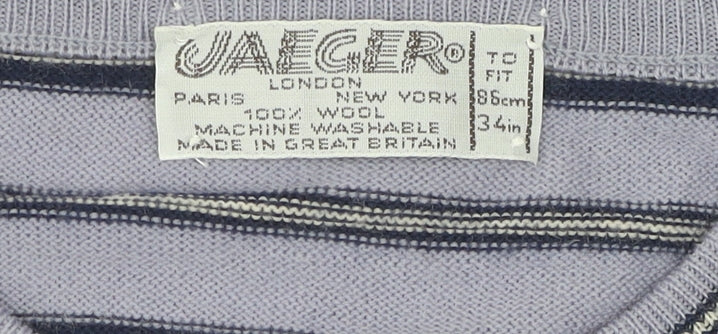 JAEGER®
LONDON
PARIS NEW YORK
100% WOOL
MACHINE WASHABLE
MADE IN GREAT BRITAIN
TO
FIT
86cm
34in